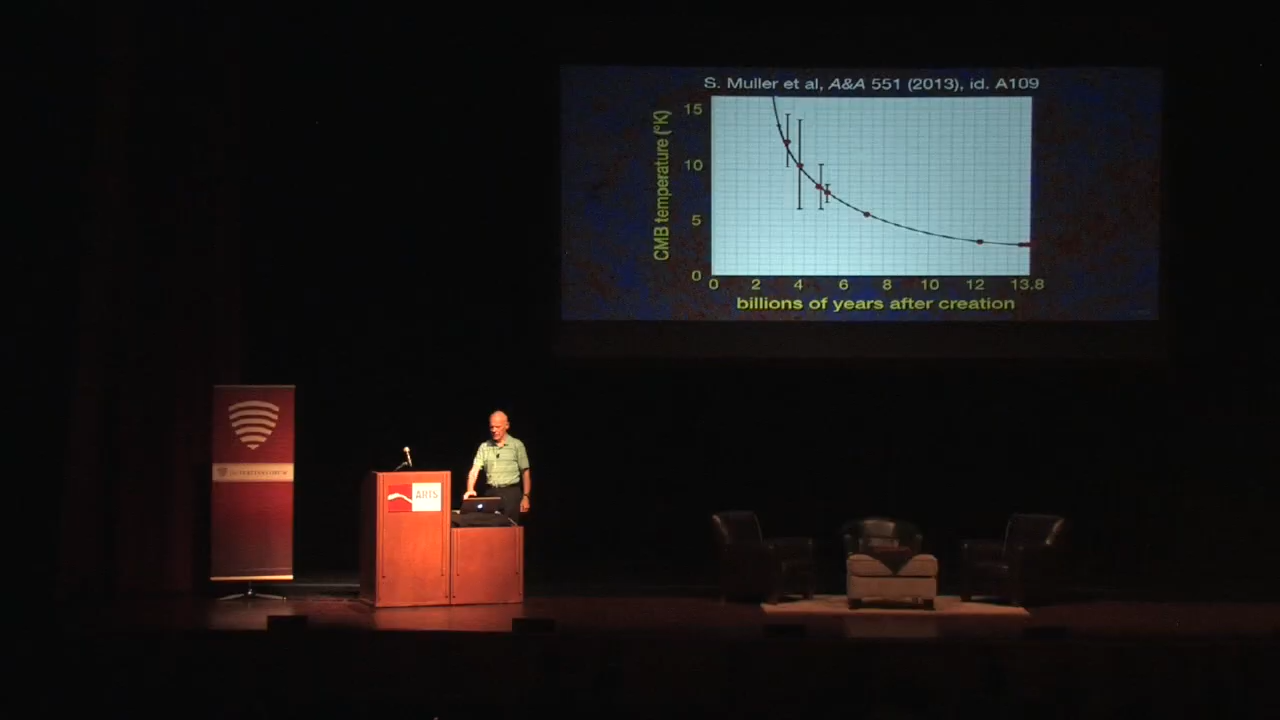 S. Muller et al, A&A 551 (2013), id. A109
CMB temperature (°K)
15
10
5
0
0 2 4 6 8 10 12 13.8
billions of years after creation
ARTS